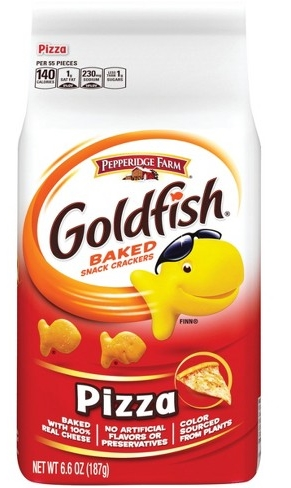 Pizza
PER 55 PIECES
140 CALORIES
1g SAT FAT
230mg SODIUM
LESS THAN 1g SUGARS
PEPPERIDGE FARM
Goldfish®
BAKED
SNACK CRACKERS
FINN®
Pizza
BAKED WITH 100% REAL CHEESE
NO ARTIFICIAL FLAVORS OR PRESERVATIVES
COLOR SOURCED FROM PLANTS
NET WT 6.6 OZ (187g)